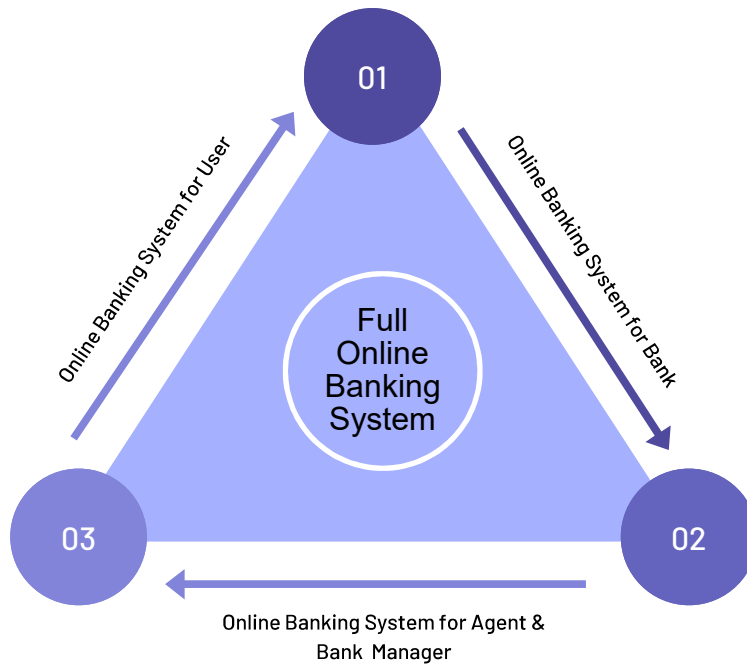 01
Online Banking System for User
Online Banking System for Bank
Full
Online
Banking
System
03
02
Online Banking System for Agent &
Bank Manager